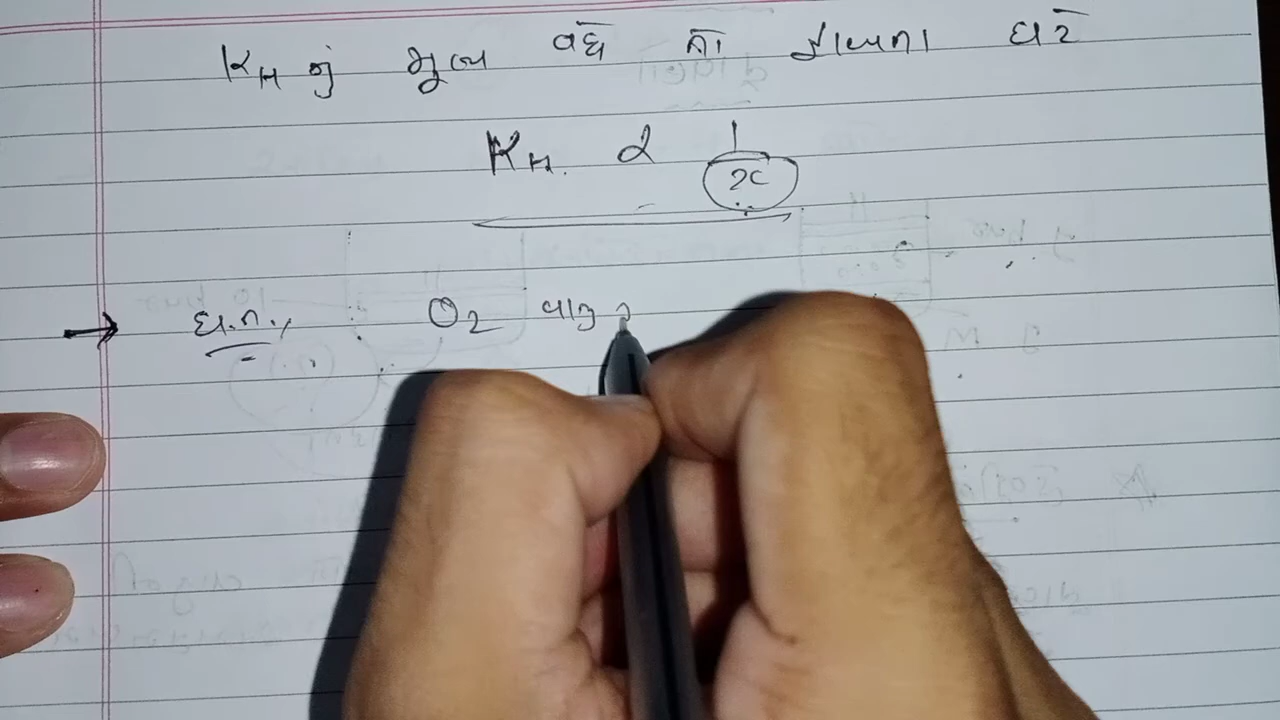 KH નું મુલ્ય વધે તો દ્રાવ્યતા ઘટે
KH α 1/x
દા.ત., O2 વાયુ